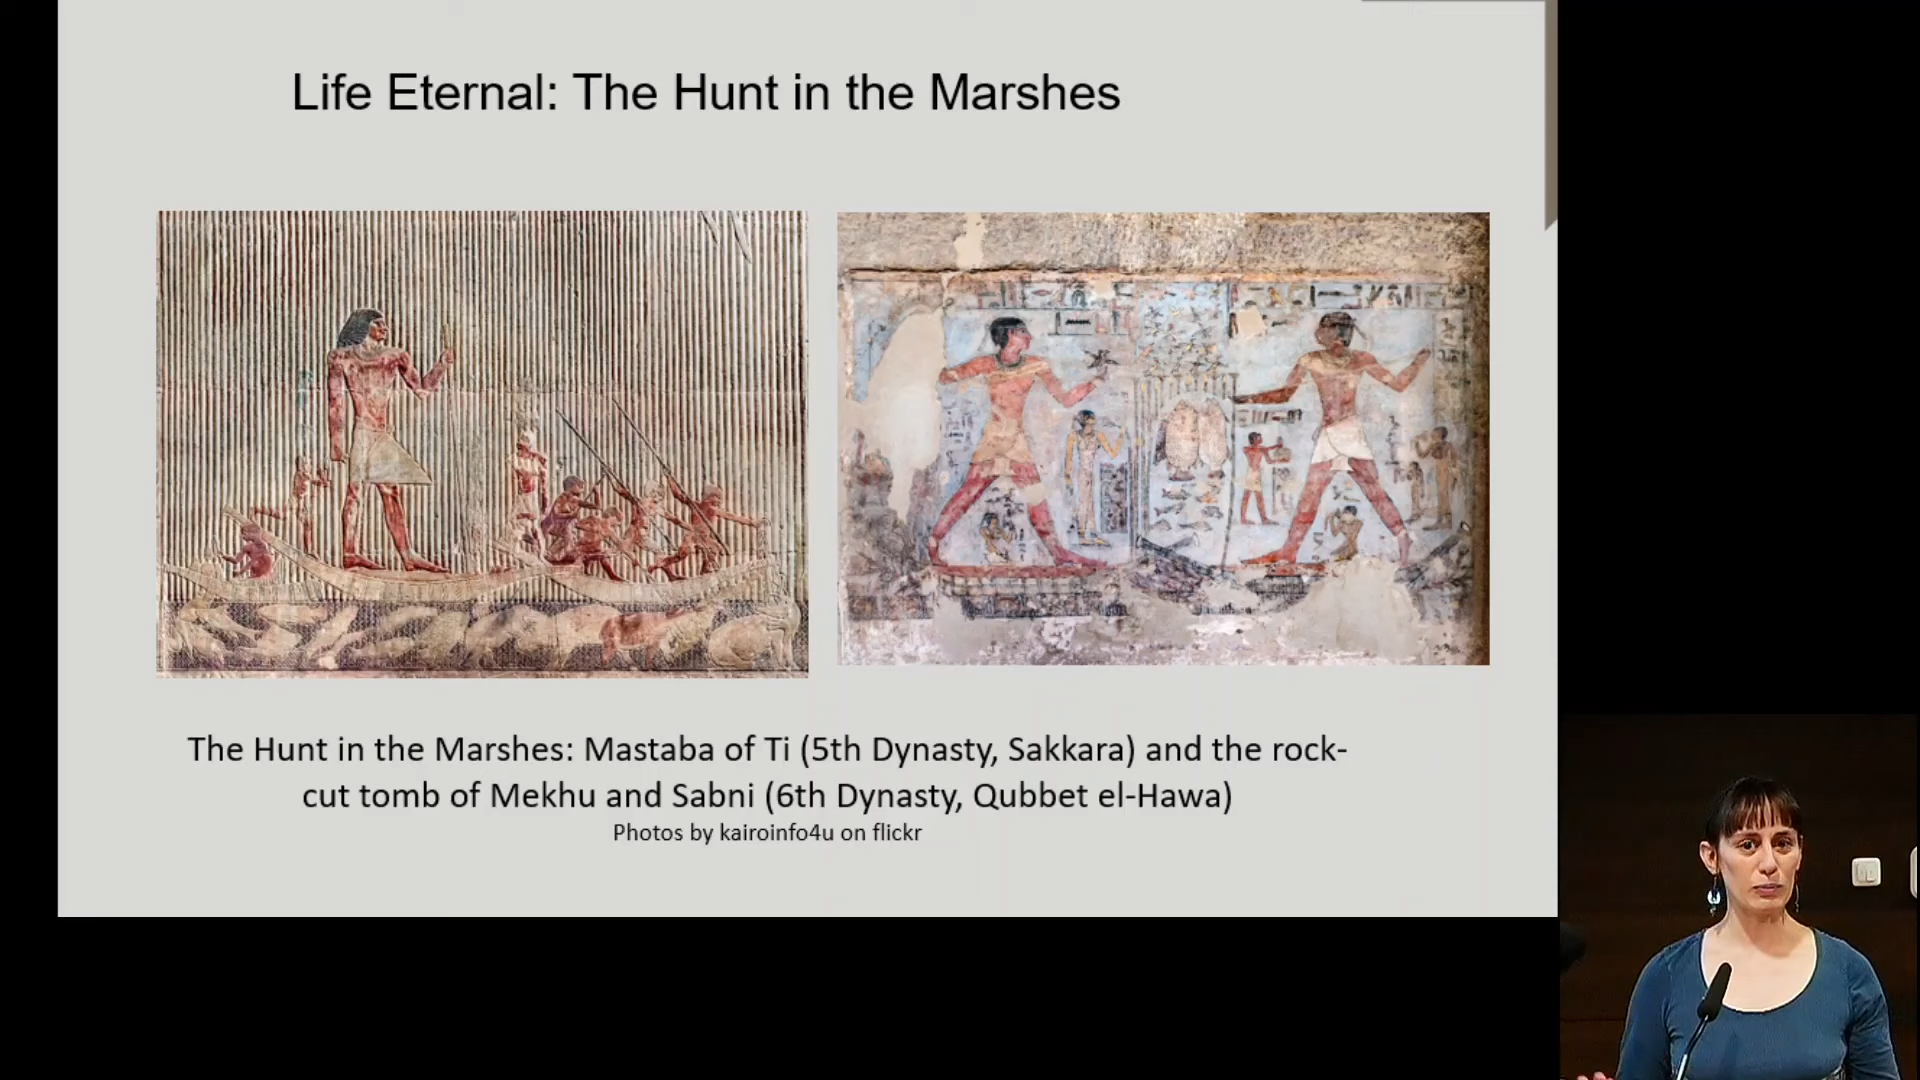 Life Eternal: The Hunt in the Marshes
The Hunt in the Marshes: Mastaba of Ti (5th Dynasty, Sakkara) and the rock-
cut tomb of Mekhu and Sabni (6th Dynasty, Qubbet el-Hawa)
Photos by kairoinfo4u on flickr